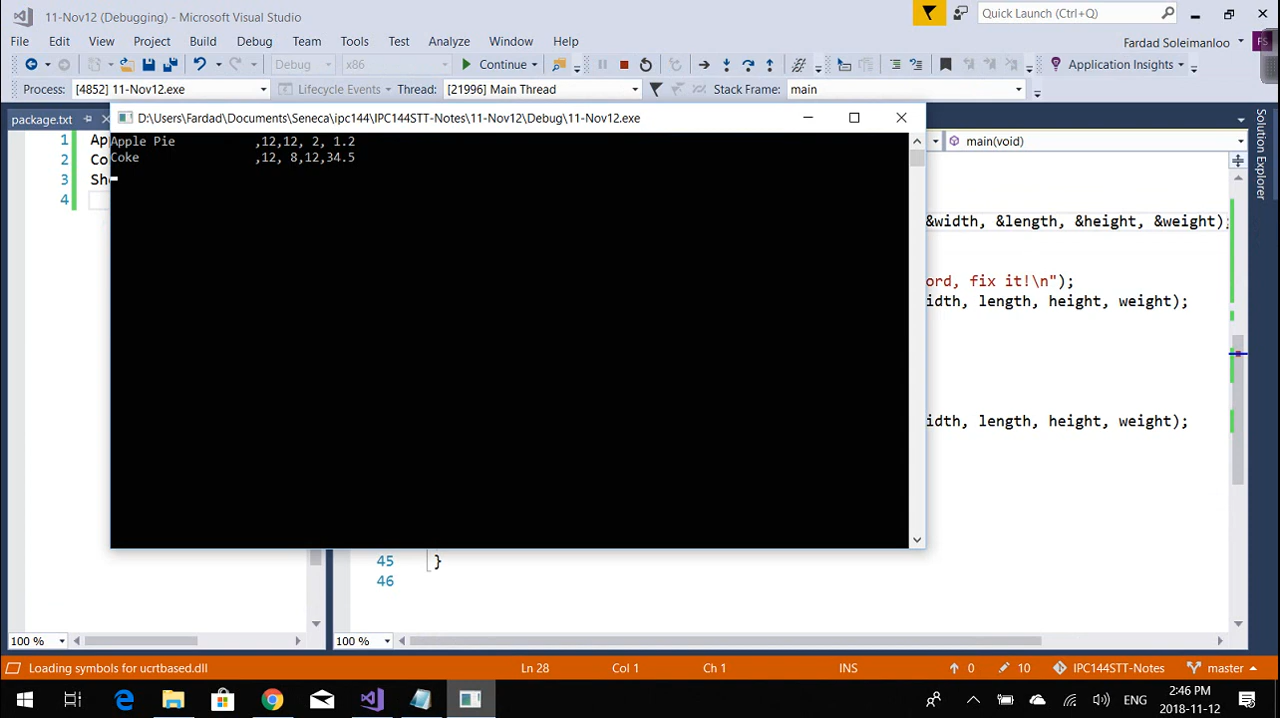 11-Nov12 (Debugging) - Microsoft Visual Studio
Quick Launch (Ctrl+Q)
File Edit View Project Build Debug Team Tools Test Analyze Window Help
Fardad Soleimanloo FS
Debug x86 Continue Application Insights
Process: [4852] 11-Nov12.exe Lifecycle Events Thread: [21996] Main Thread Stack Frame: main
package.txt
D:\Users\Fardad\Documents\Seneca\ipc144\IPC144STT-Notes\11-Nov12\Debug\11-Nov12.exe
main(void)
Solution Explorer
Apple Pie ,12,12, 2, 1.2
Coke ,12, 8,12,34.5
1 Ap
2 Co
3 Sh
4
&width, &length, &height, &weight);
ord, fix it!\n");
idth, length, height, weight);
idth, length, height, weight);
45 }
46
100 % 100 %
Loading symbols for ucrtbased.dll Ln 28 Col 1 Ch 1 INS 0 10 IPC144STT-Notes master
ENG 2:46 PM
2018-11-12